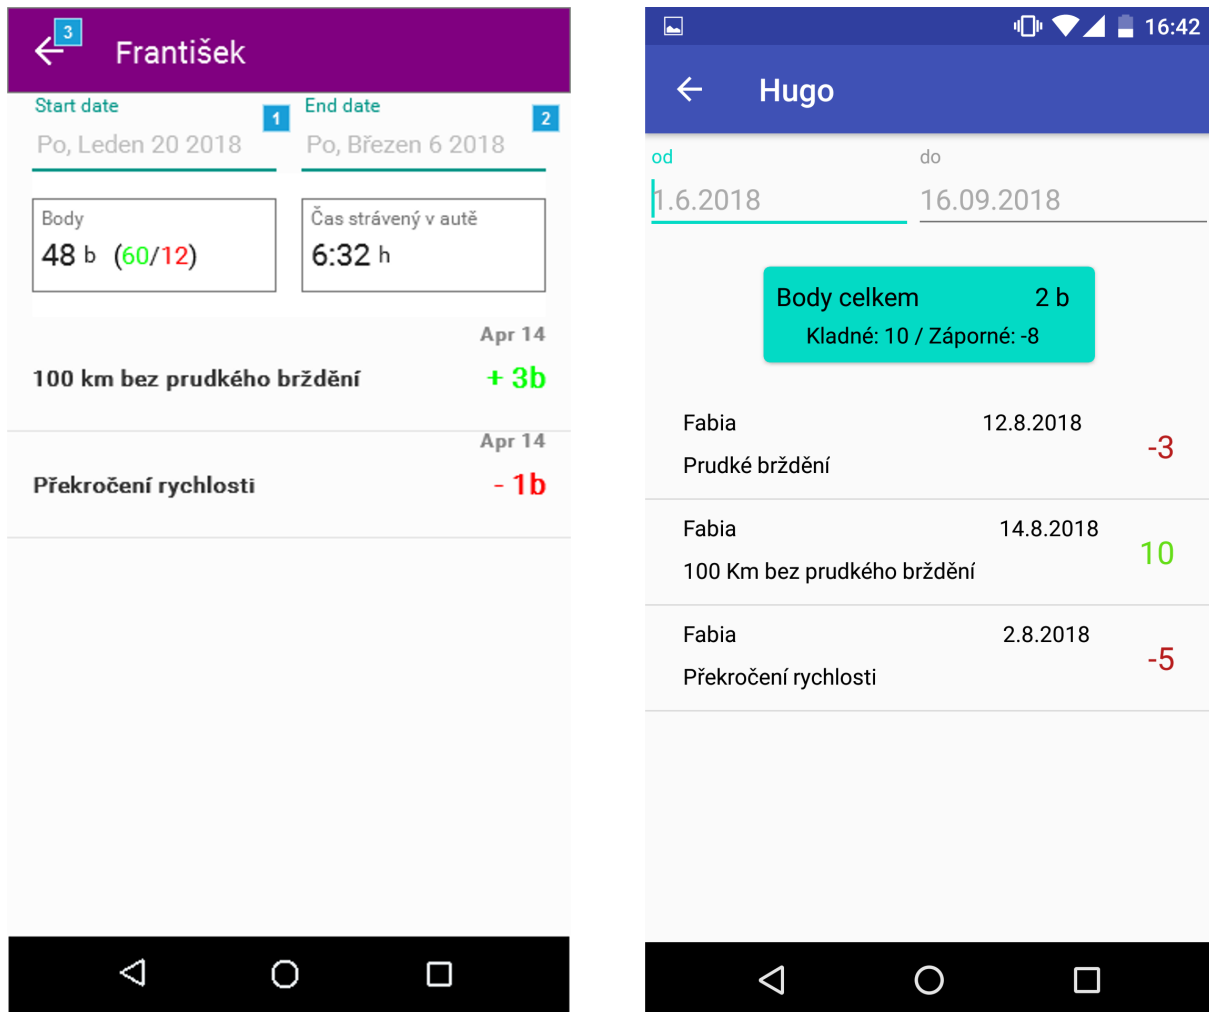 3
František
Start date
1
End date
2
Po, Leden 20 2018
Po, Březen 6 2018
Body
48 b (60/12)
Čas strávený v autě
6:32 h
Apr 14
100 km bez prudkého brždění
+ 3b
Apr 14
Překročení rychlosti
- 1b
16:42
Hugo
od
do
1.6.2018
16.09.2018
Body celkem
2 b
Kladné: 10 / Záporné: -8
Fabia
12.8.2018
-3
Prudké brždění
Fabia
14.8.2018
10
100 Km bez prudkého brždění
Fabia
2.8.2018
-5
Překročení rychlosti